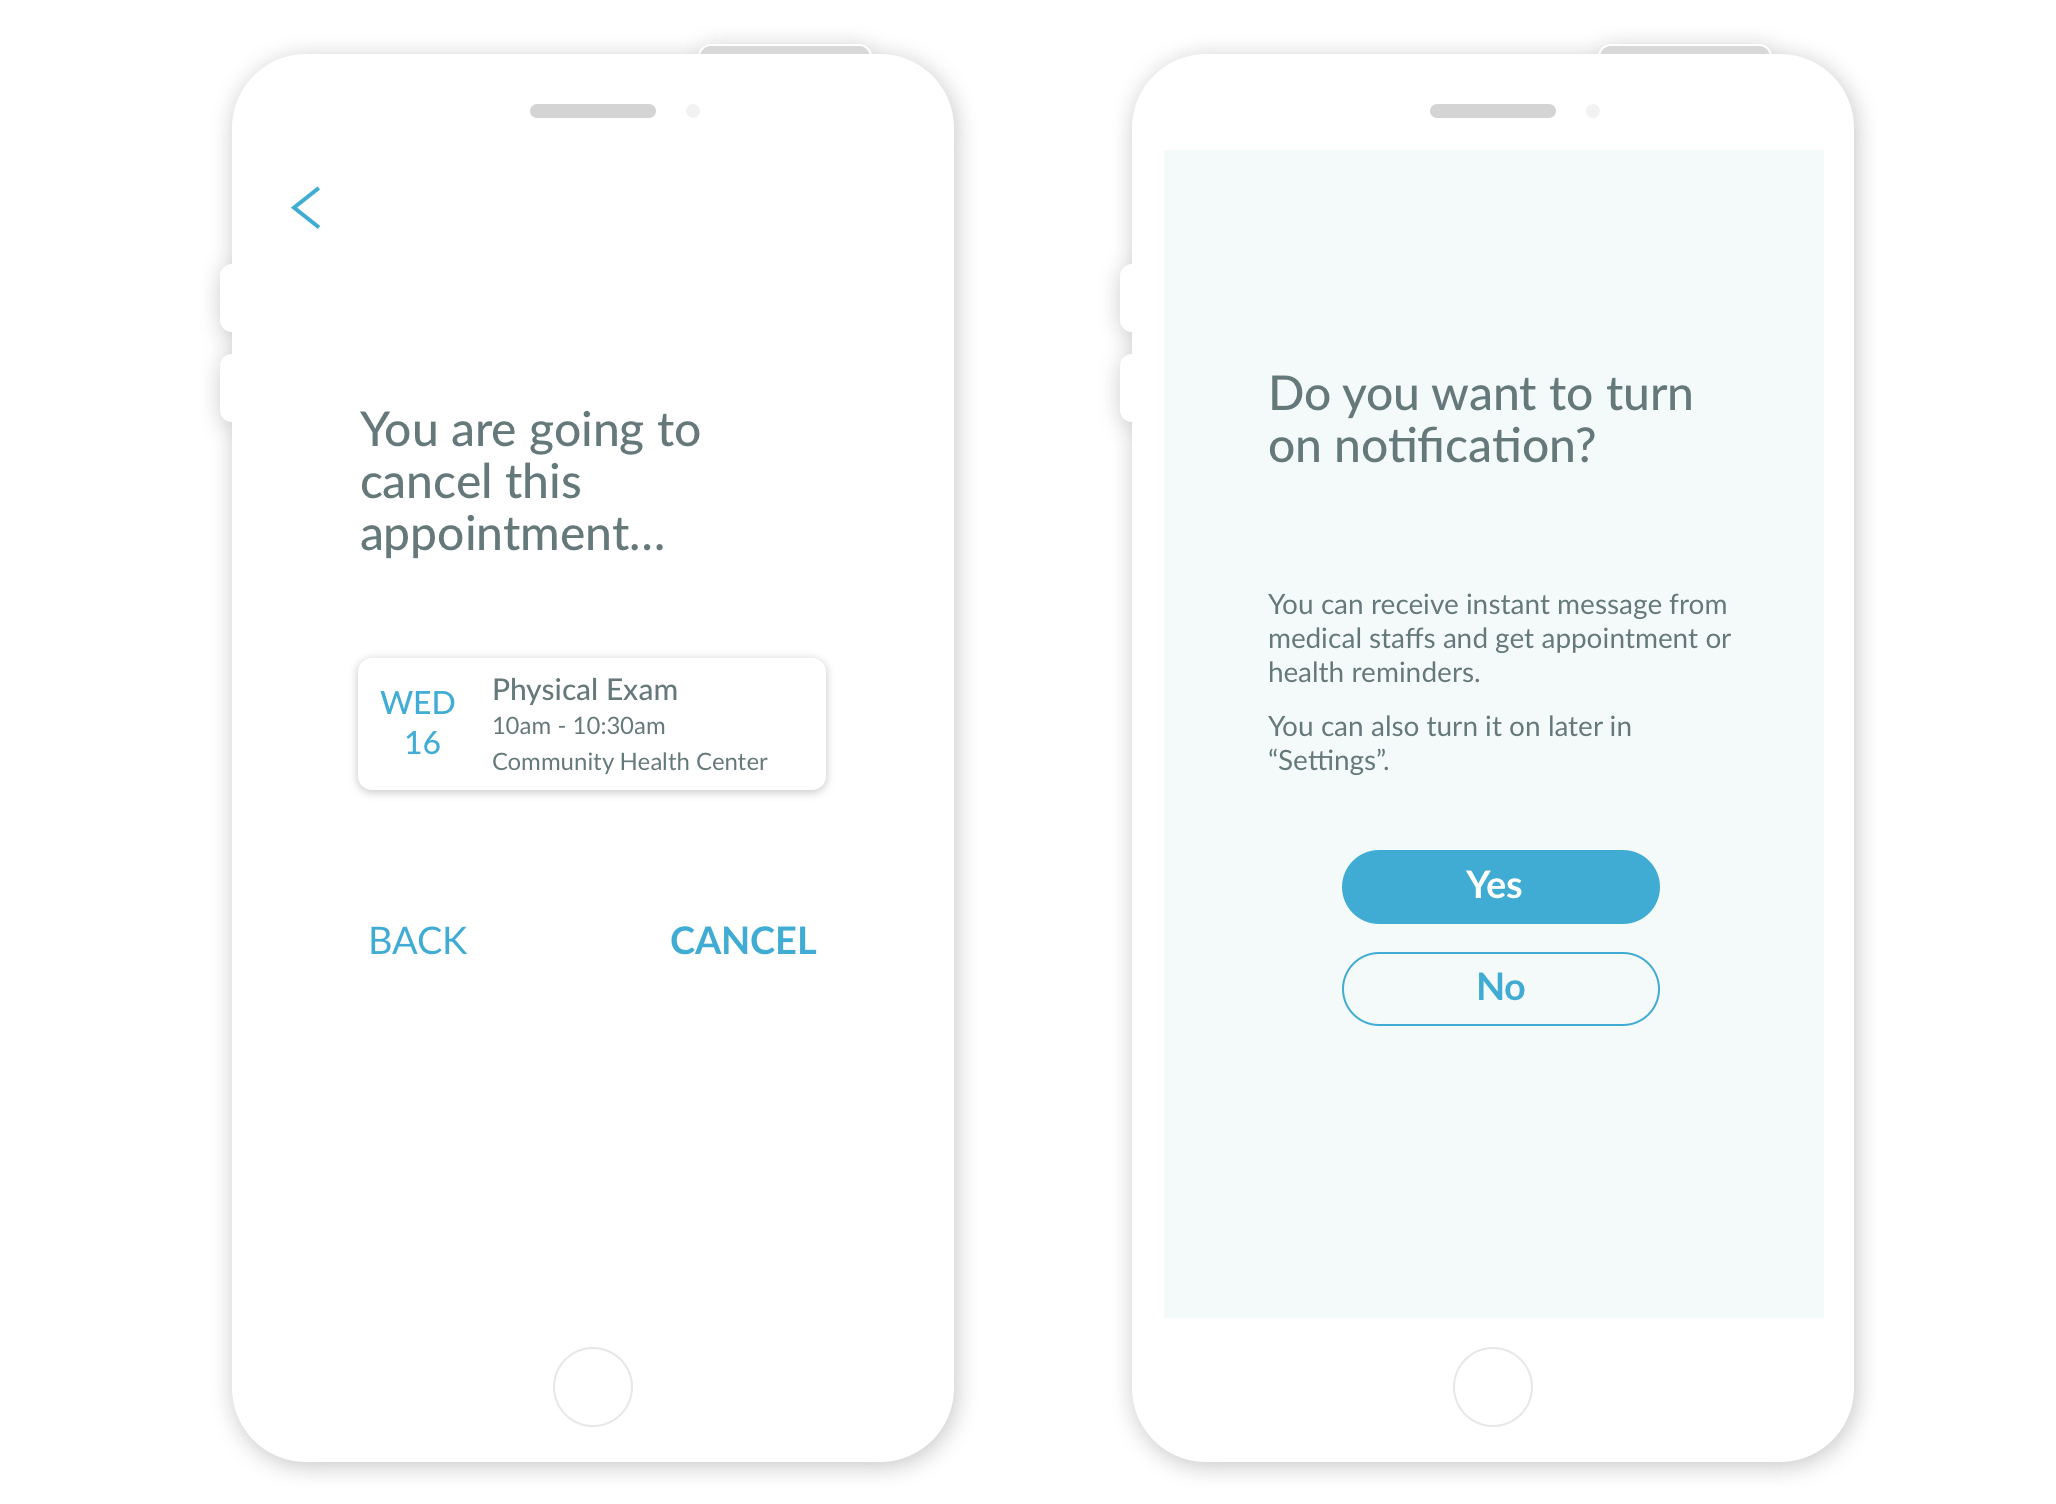 You are going to
cancel this
appointment...
WED
16
Physical Exam
10am - 10:30am
Community Health Center
BACK
CANCEL
Do you want to turn
on notification?
You can receive instant message from
medical staffs and get appointment or
health reminders.
You can also turn it on later in
“Settings”.
Yes
No